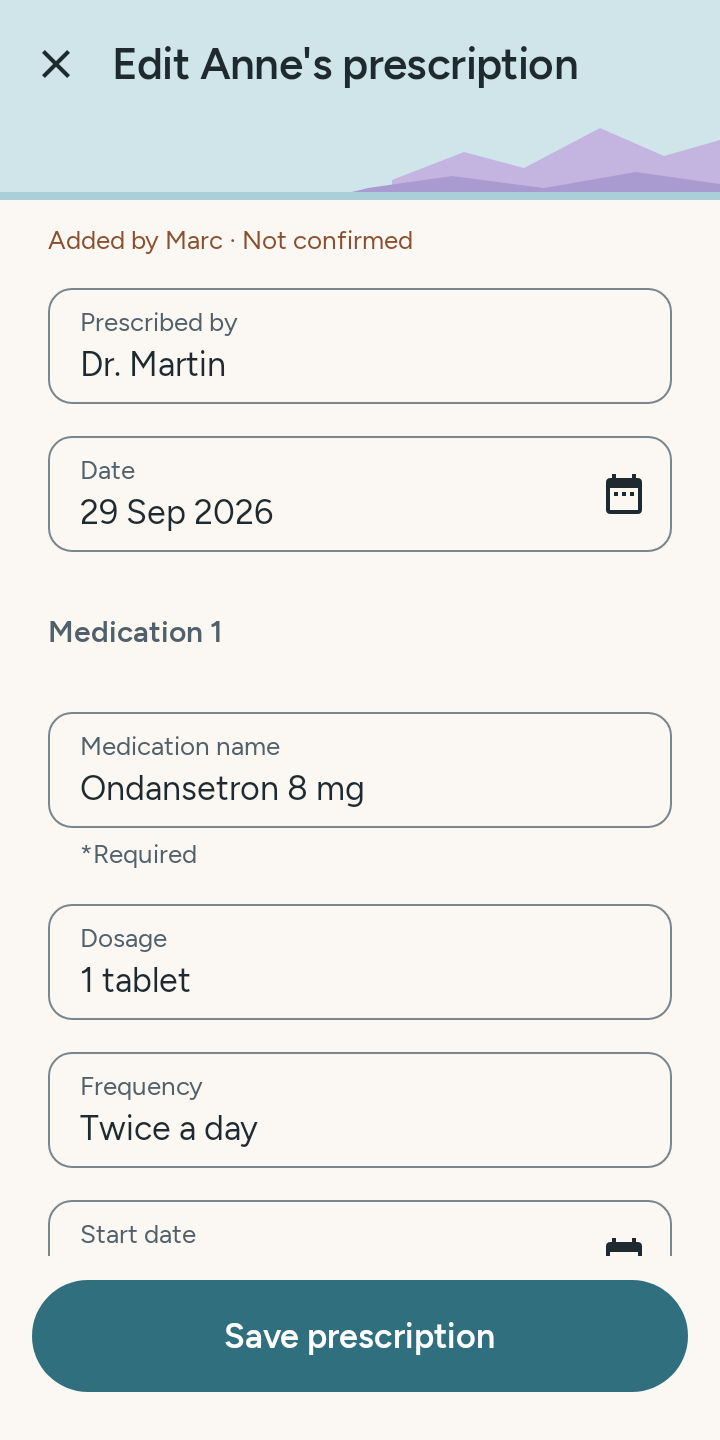 Edit Anne's prescription
Added by Marc · Not confirmed
Prescribed by
Dr. Martin
Date
29 Sep 2026
Medication 1
Medication name
Ondansetron 8 mg
*Required
Dosage
1 tablet
Frequency
Twice a day
Start date
Save prescription